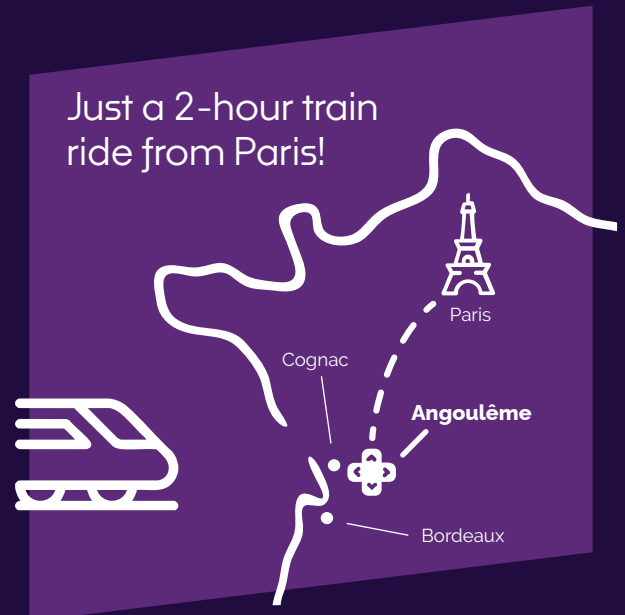 Just a 2-hour train
ride from Paris!
Paris
Cognac
Angoulême
Bordeaux